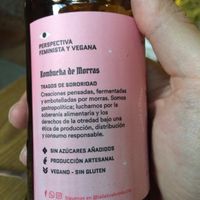 PERSPECTIVA
FEMINISTA Y VEGANA
Kombucha de Morras
TRAGOS DE SORORIDAD
Creaciones pensadas, fermentadas
y embotelladas por morras. Somos
gastropolítica; luchamos por la
soberanía alimentaria y los
derechos de la otredad bajo una
ética de producción, distribución
y consumo responsable.
SIN AZÚCARES AÑADIDOS
PRODUCCIÓN ARTESANAL
VEGANO - SIN GLUTEN